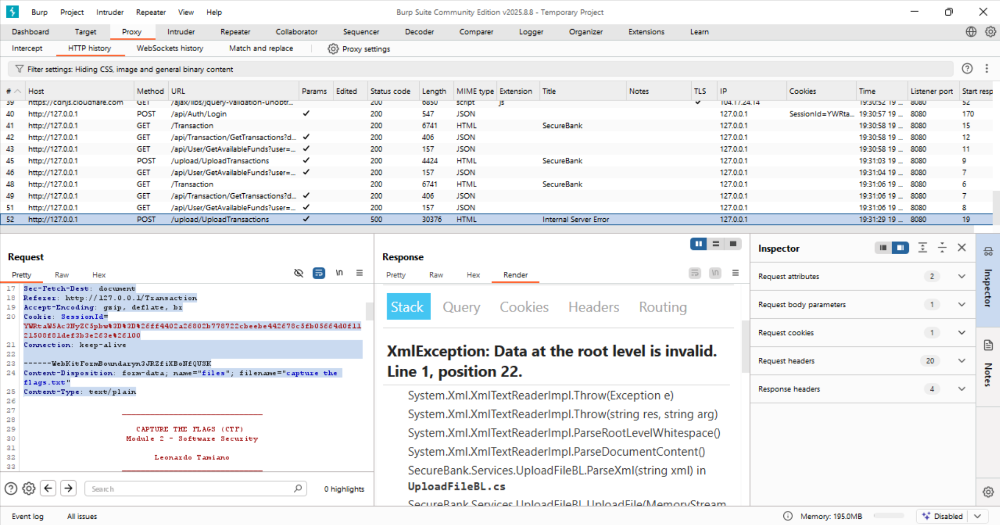 Burp Project Intruder Repeater View Help Burp Suite Community Edition v2025.8.8 - Temporary Project
Dashboard Target Proxy Intruder Repeater Collaborator Sequencer Decoder Comparer Logger Organizer Extensions Learn
Intercept HTTP history WebSockets history Match and replace Proxy settings
Filter settings: Hiding CSS, image and general binary content
# Host Method URL Params Edited Status code Length MIME type Extension Title Notes TLS IP Cookies Time Listener port Start resp
39 https://cdnjs.cloudflare.com GET /ajax/libs/jquery-validation-unobtr... 200 6850 script js ✓ 104.17.24.14 19:30:52 19 ... 8080 52
40 http://127.0.0.1 POST /api/Auth/Login ✓ 200 547 JSON 127.0.0.1 SessionId=YWRta... 19:30:57 19 ... 8080 170
41 http://127.0.0.1 GET /Transaction 200 6741 HTML SecureBank 127.0.0.1 19:30:58 19 ... 8080 15
42 http://127.0.0.1 GET /api/Transaction/GetTransactions?d... ✓ 200 406 JSON 127.0.0.1 19:30:58 19 ... 8080 12
43 http://127.0.0.1 GET /api/User/GetAvailableFunds?user=... ✓ 200 157 JSON 127.0.0.1 19:30:58 19 ... 8080 11
45 http://127.0.0.1 POST /upload/UploadTransactions ✓ 200 4424 HTML SecureBank 127.0.0.1 19:31:03 19 ... 8080 9
46 http://127.0.0.1 GET /api/User/GetAvailableFunds?user=... ✓ 200 157 JSON 127.0.0.1 19:31:04 19 ... 8080 7
48 http://127.0.0.1 GET /Transaction 200 6741 HTML SecureBank 127.0.0.1 19:31:06 19 ... 8080 6
49 http://127.0.0.1 GET /api/Transaction/GetTransactions?d... ✓ 200 406 JSON 127.0.0.1 19:31:06 19 ... 8080 7
51 http://127.0.0.1 GET /api/User/GetAvailableFunds?user=... ✓ 200 157 JSON 127.0.0.1 19:31:06 19 ... 8080 8
52 http://127.0.0.1 POST /upload/UploadTransactions ✓ 500 30376 HTML Internal Server Error 127.0.0.1 19:31:29 19 ... 8080 19
Request
Pretty Raw Hex \n
17 Sec-Fetch-Dest: document
18 Referer: http://127.0.0.1/Transaction
19 Accept-Encoding: gzip, deflate, br
20 Cookie: SessionId=
YWRtaW5Ac3NyZC5pbw%3D%3D%26ff4402a26802b778722cbeebe442678c5fb05664d0f11
21508f81def3b3e263e%26100
21 Connection: keep-alive
22
23 ------WebKitFormBoundaryn3JRZfiXBoNfQUSK
24 Content-Disposition: form-data; name="files"; filename="capture the
flags.txt"
25 Content-Type: text/plain
26
27
28
29 CAPTURE THE FLAGS (CTF)
30 Module 2 - Software Security
31
32 Leonardo Tamiano
33
Search 0 highlights
Response
Pretty Raw Hex Render \n
Stack Query Cookies Headers Routing
XmlException: Data at the root level is invalid.
Line 1, position 22.
System.Xml.XmlTextReaderImpl.Throw(Exception e)
System.Xml.XmlTextReaderImpl.Throw(string res, string arg)
System.Xml.XmlTextReaderImpl.ParseRootLevelWhitespace()
System.Xml.XmlTextReaderImpl.ParseDocumentContent()
SecureBank.Services.UploadFileBL.ParseXml(string xml) in
UploadFileBL.cs
SecureBank.Services.UploadFileBL.UploadFile(MemoryStream
Inspector
Request attributes 2
Request body parameters 1
Request cookies 1
Request headers 20
Response headers 4
Inspector
Notes
Event log All issues Memory: 195.0MB Disabled